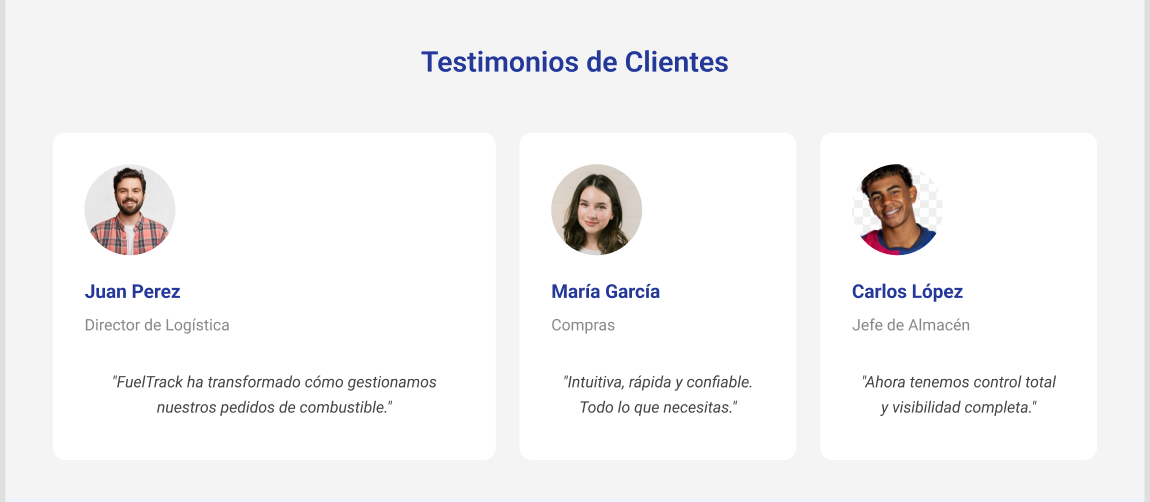 Testimonios de Clientes
Juan Perez
Director de Logística
"FuelTrack ha transformado cómo gestionamos
nuestros pedidos de combustible."
María García
Compras
"Intuitiva, rápida y confiable.
Todo lo que necesitas."
Carlos López
Jefe de Almacén
"Ahora tenemos control total
y visibilidad completa."